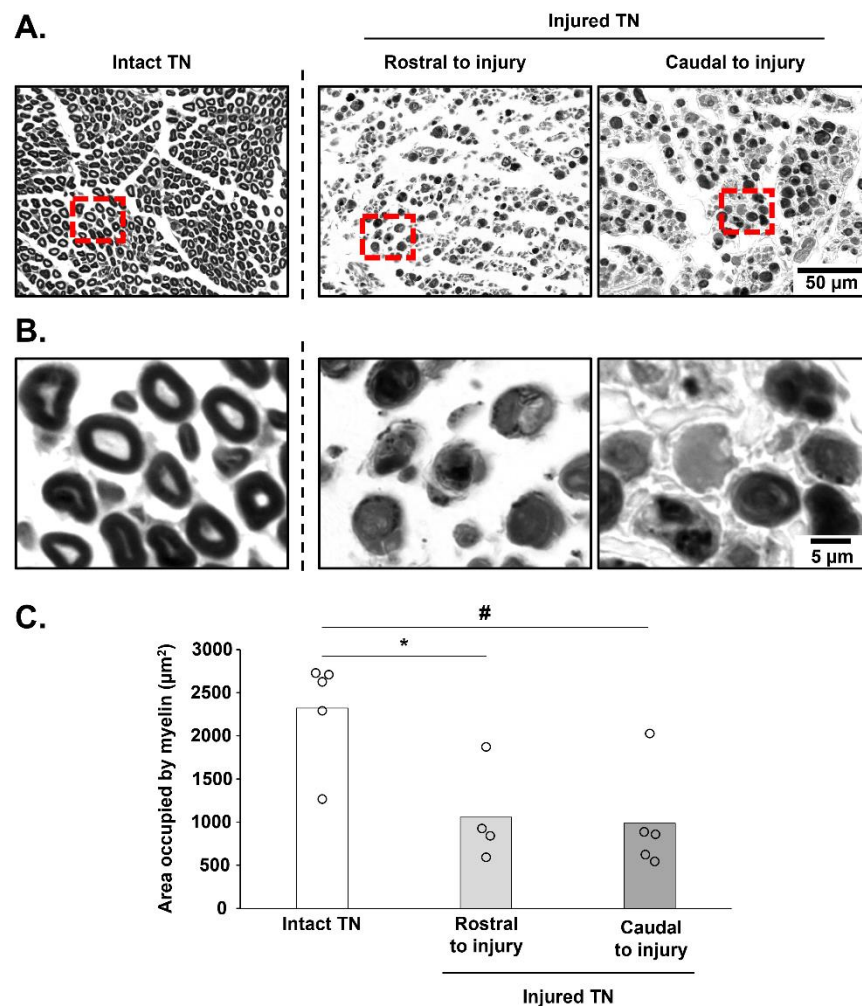 A.
Injured TN
Intact TN
Rostral to injury
Caudal to injury
50 µm
B.
5 µm
C.
#
*
Area occupied by myelin (µm²)
3000
2500
2000
1500
1000
500
0
Intact TN
Rostral
to injury
Caudal
to injury
Injured TN